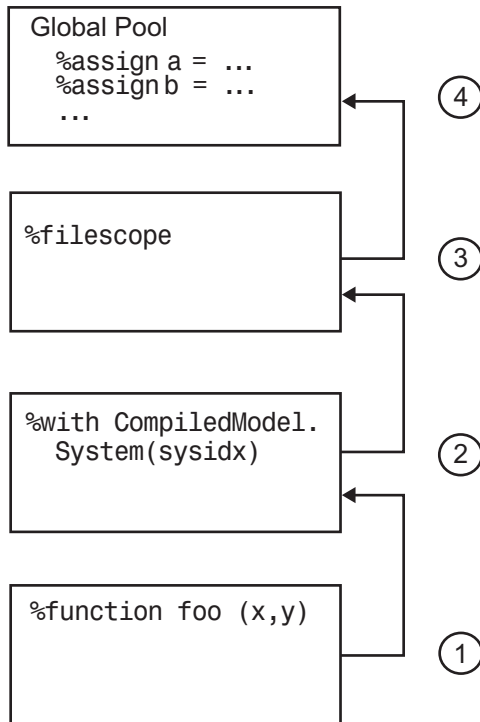 Global Pool
%assign a = ...
%assign b = ...
...
4
%filescope
3
%with CompiledModel.
System(sysidx)
2
%function foo (x,y)
1